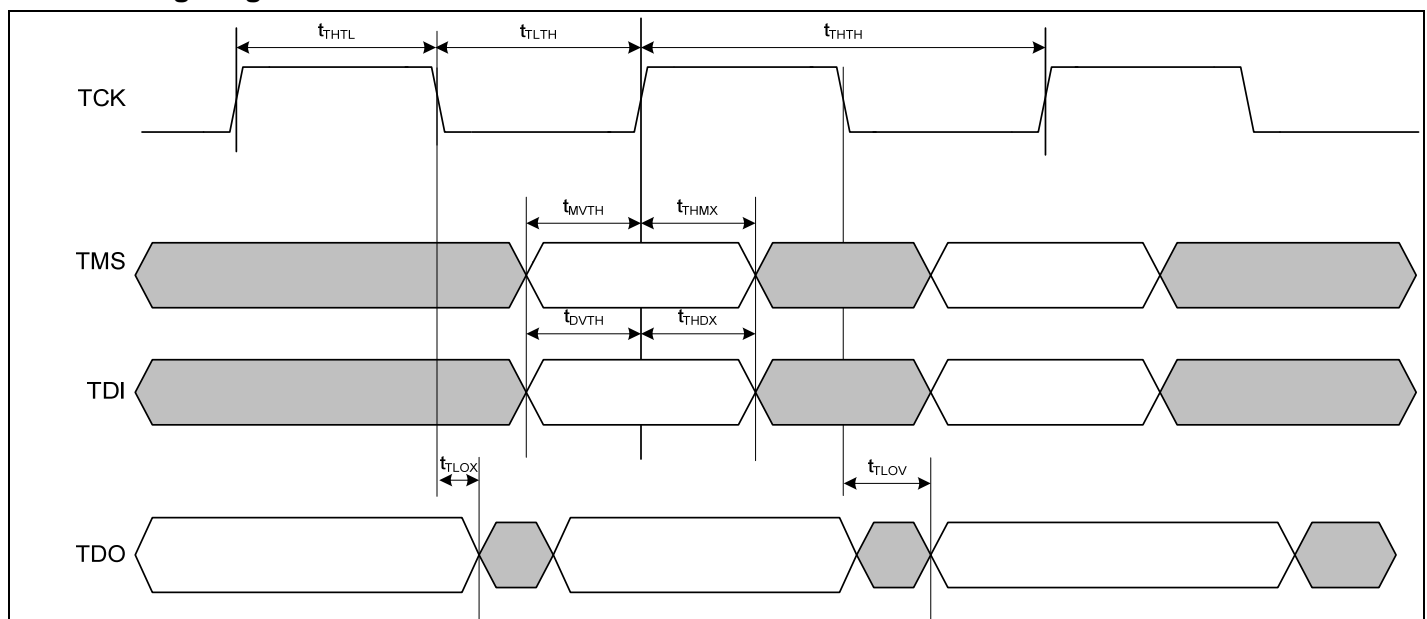 tTHTL tTLTH tTHTH
TCK
tMVTH tTHMX
TMS
tDVTH tTHDX
TDI
tTLOX tTLOV
TDO